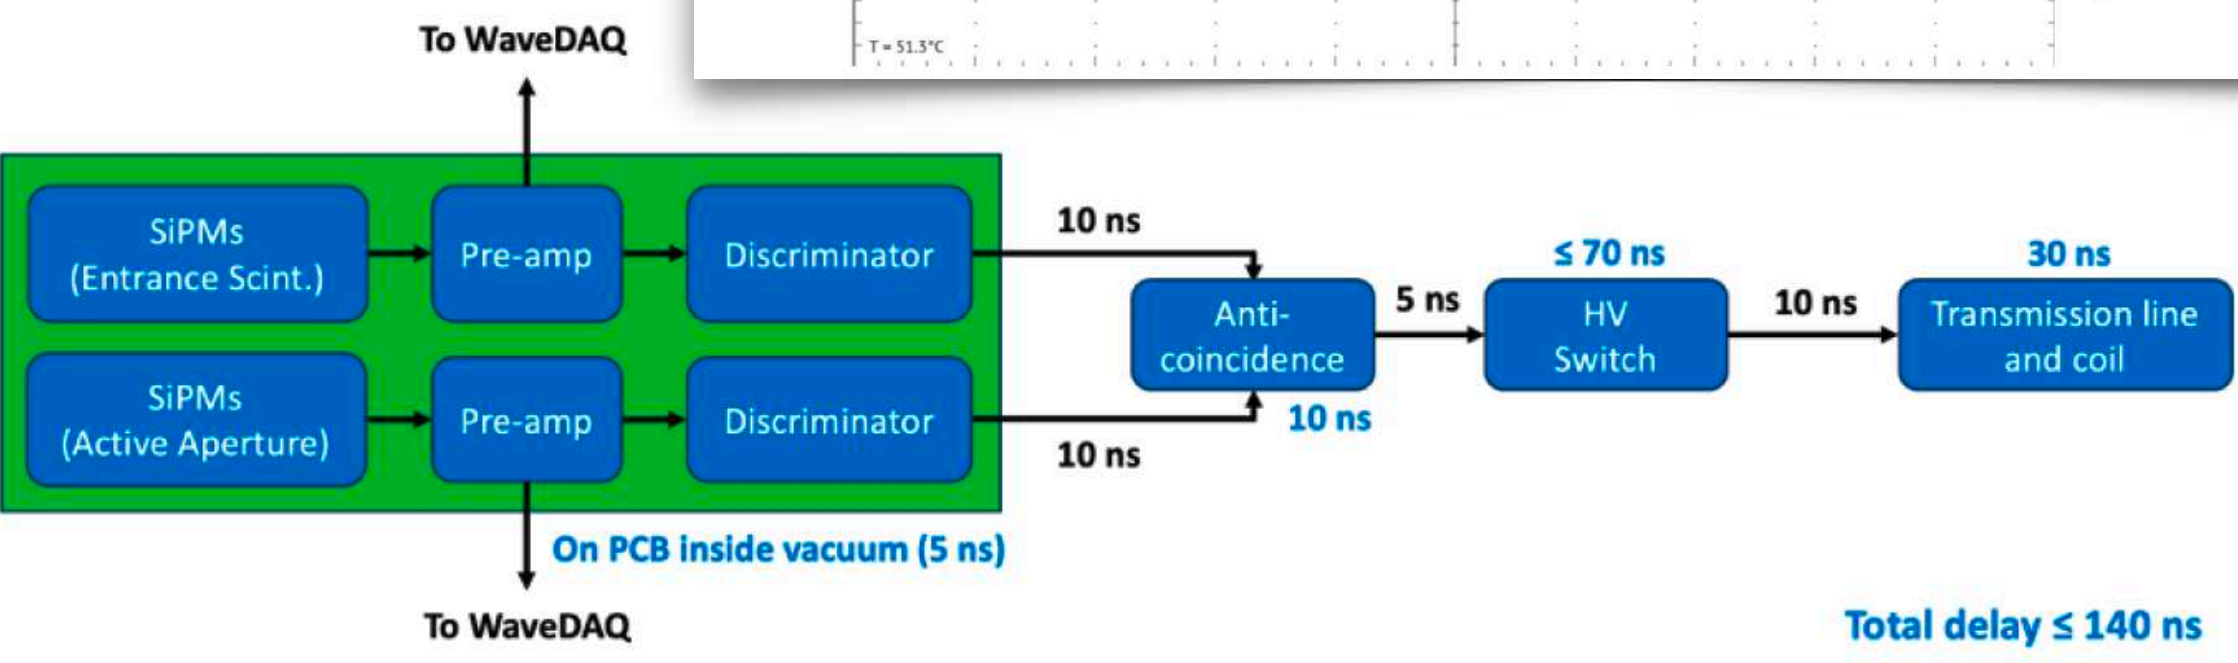 T = 51.3°C
To WaveDAQ
SiPMs
(Entrance Scint.)
Pre-amp
Discriminator
10 ns
SiPMs
(Active Aperture)
Pre-amp
Discriminator
10 ns
Anti-
coincidence
10 ns
5 ns
≤ 70 ns
HV
Switch
10 ns
30 ns
Transmission line
and coil
On PCB inside vacuum (5 ns)
To WaveDAQ
Total delay ≤ 140 ns